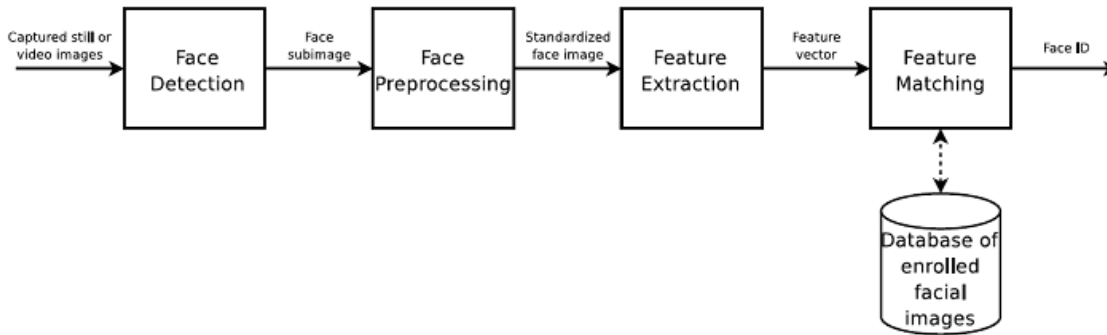 Captured still or
video images
Face
Detection
Face
subimage
Face
Preprocessing
Standardized
face image
Feature
Extraction
Feature
vector
Feature
Matching
Face ID
Database of
enrolled
facial
images